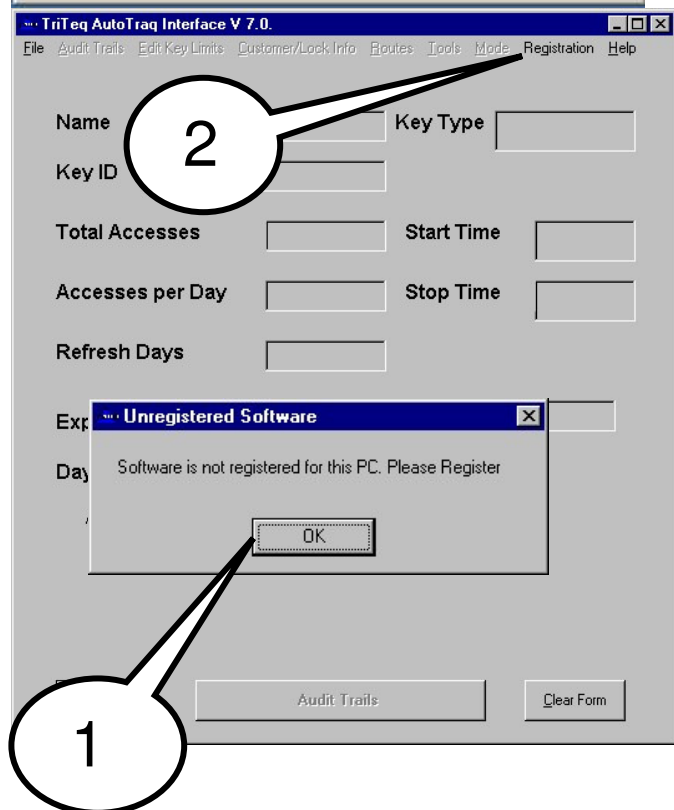 TriTeq AutoTraq Interface V 7.0.
File Audit Trails Edit Key Limits Customer/Lock Info Routes Tools Mode Registration Help
Name Key Type
2
Key ID
Total Accesses Start Time
Accesses per Day Stop Time
Refresh Days
Unregistered Software
Software is not registered for this PC. Please Register
OK
Audit Trails Clear Form
1